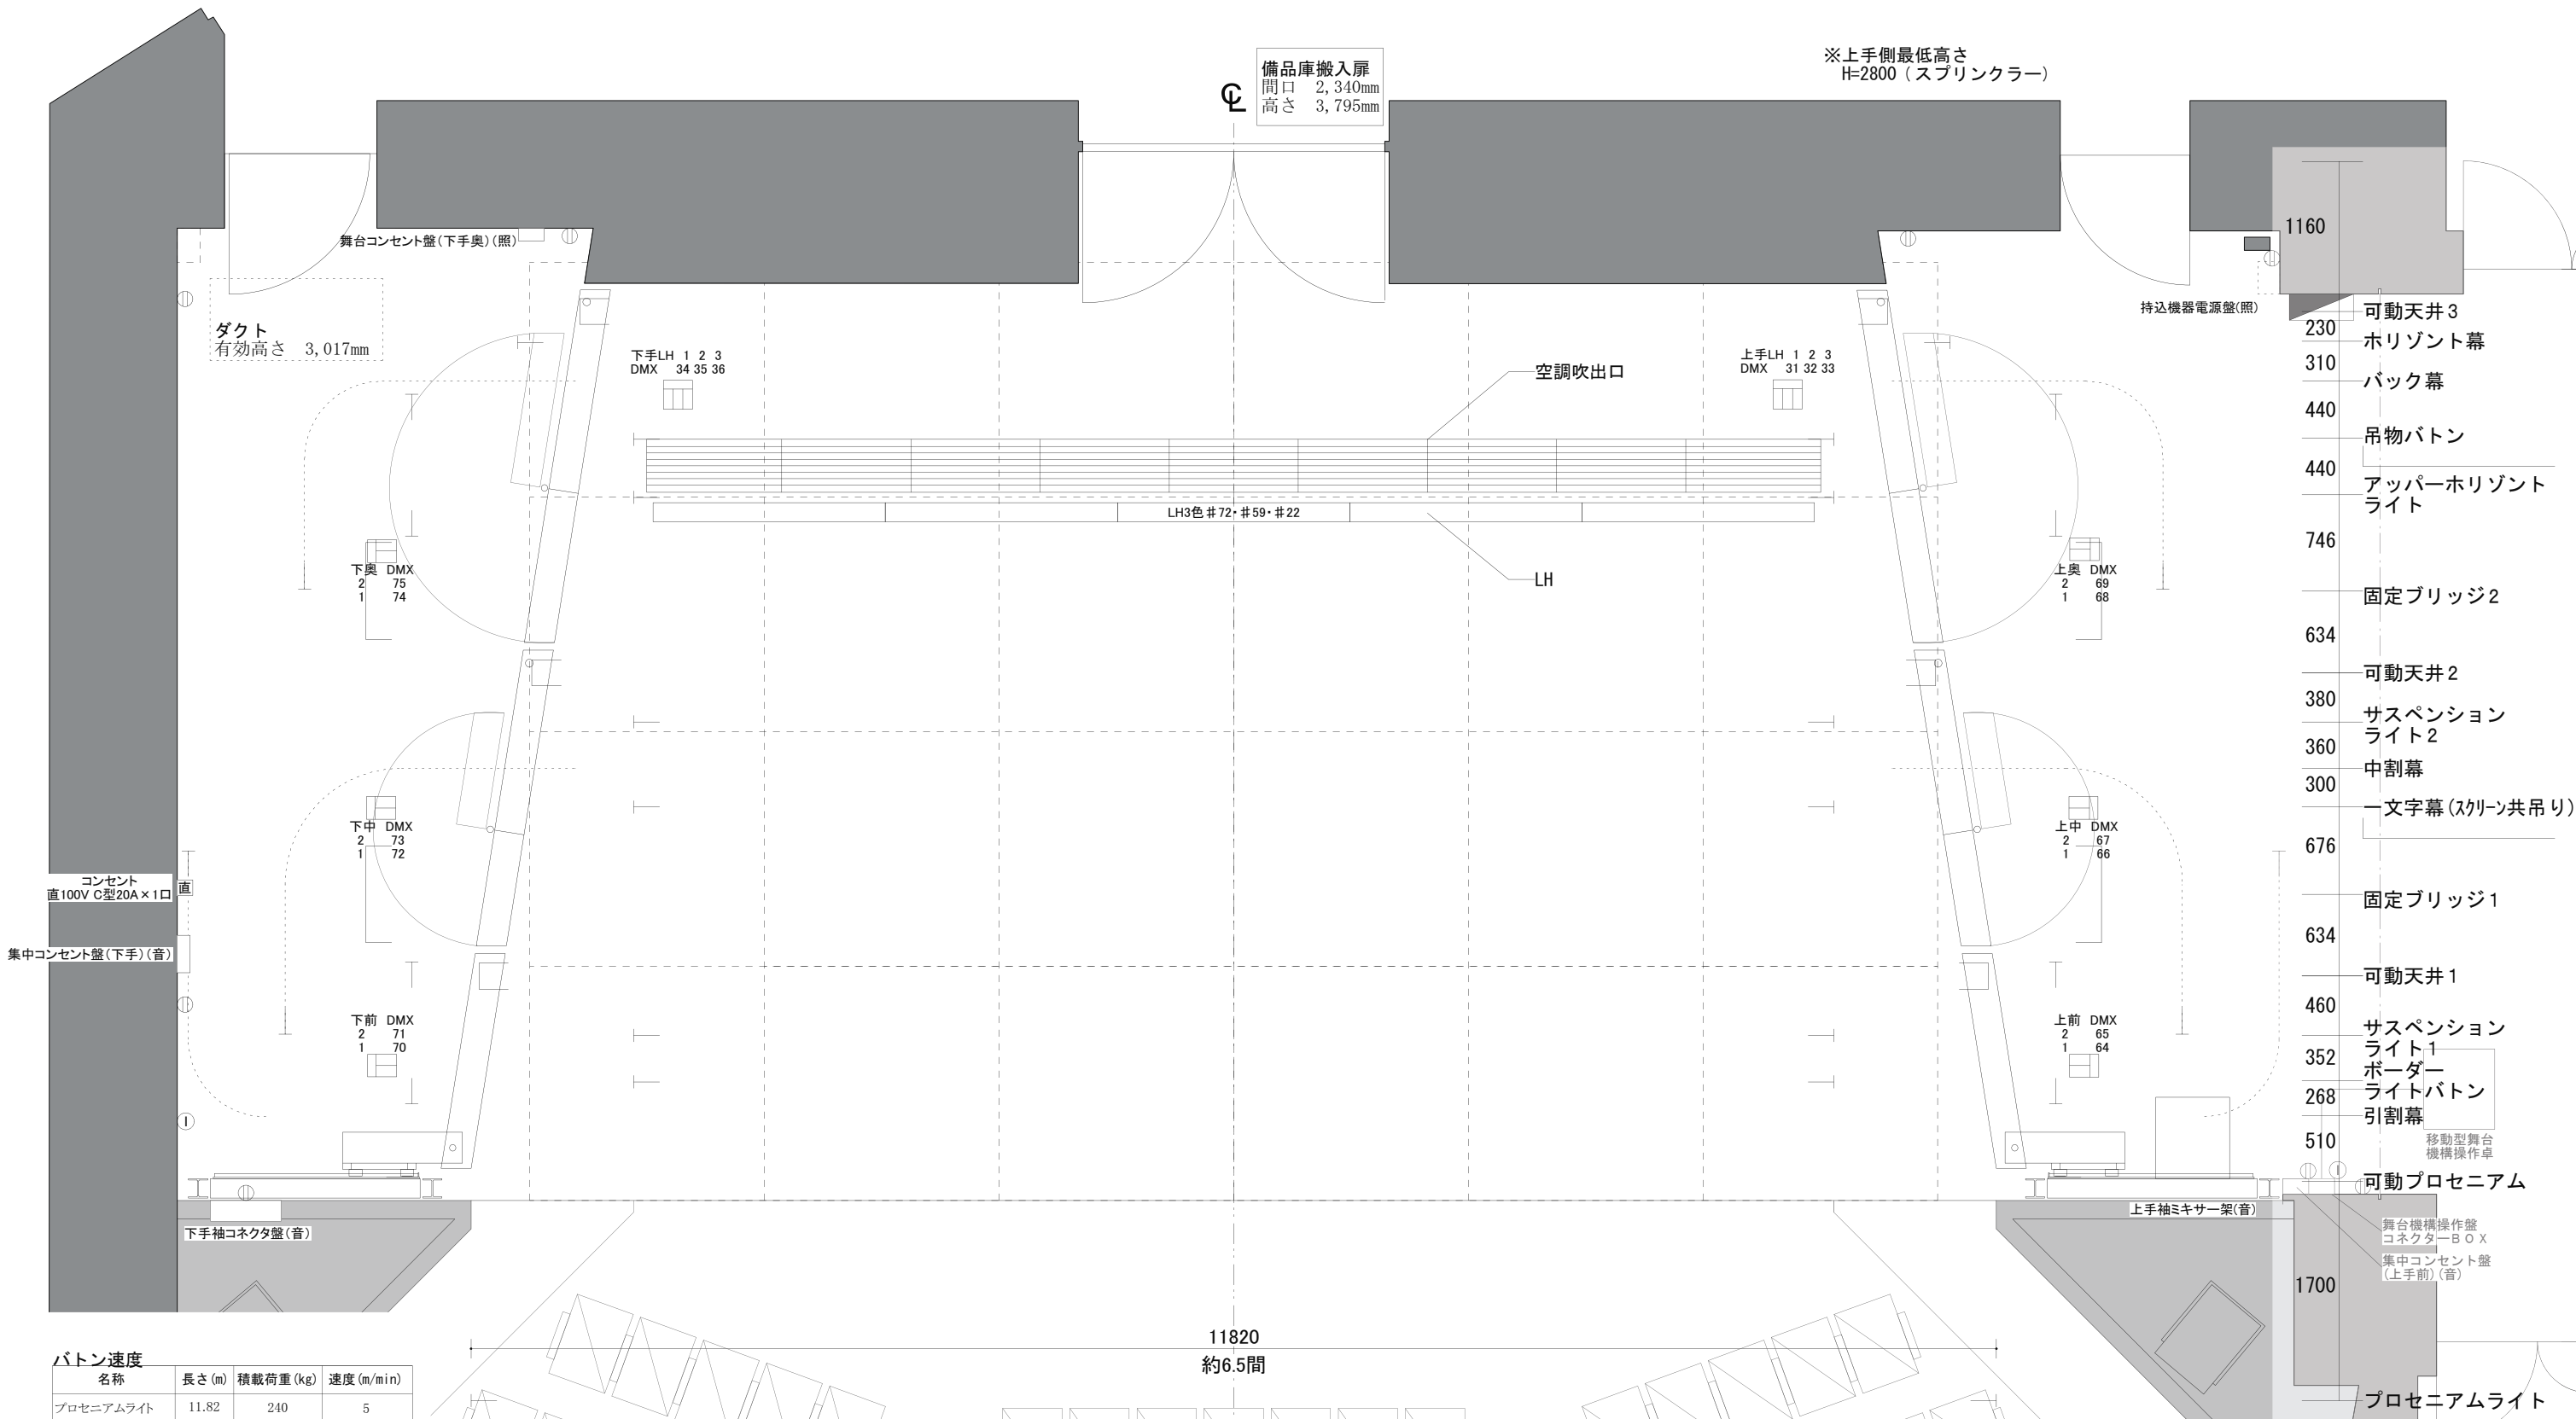 備品庫搬入扉
間口 2,340mm
高さ 3,795mm
℄
※上手側最低高さ
H=2800(スプリンクラー)
舞台コンセント盤(下手奥)(照)
ダクト
有効高さ 3,017mm
持込機器電源盤(照)
下手LH 1 2 3
DMX 34 35 36
上手LH 1 2 3
DMX 31 32 33
空調吹出口
LH3色#72・#59・#22
LH
下奥 DMX
2 75
1 74
上奥 DMX
2 69
1 68
下中 DMX
2 73
1 72
上中 DMX
2 67
1 66
コンセント
直100V C型20A×1口
直
集中コンセント盤(下手)(音)
下前 DMX
2 71
1 70
上前 DMX
2 65
1 64
下手袖コネクタ盤(音)
上手袖ミキサー架(音)
1160
可動天井3
230
ホリゾント幕
310
バック幕
440
吊物バトン
440
アッパーホリゾント
ライト
746
固定ブリッジ2
634
可動天井2
380
サスペンション
ライト2
360
中割幕
300
一文字幕(スクリーン共吊り)
676
固定ブリッジ1
634
可動天井1
460
サスペンション
ライト1
352
ボーダー
ライトバトン
268
引割幕
510
移動型舞台
機構操作卓
可動プロセニアム
舞台機構操作盤
コネクターBOX
集中コンセント盤
(上手前)(音)
1700
プロセニアムライト
11820
約6.5間
バトン速度
名称 長さ(m) 積載荷重(kg) 速度(m/min)
プロセニアムライト 11.82 240 5